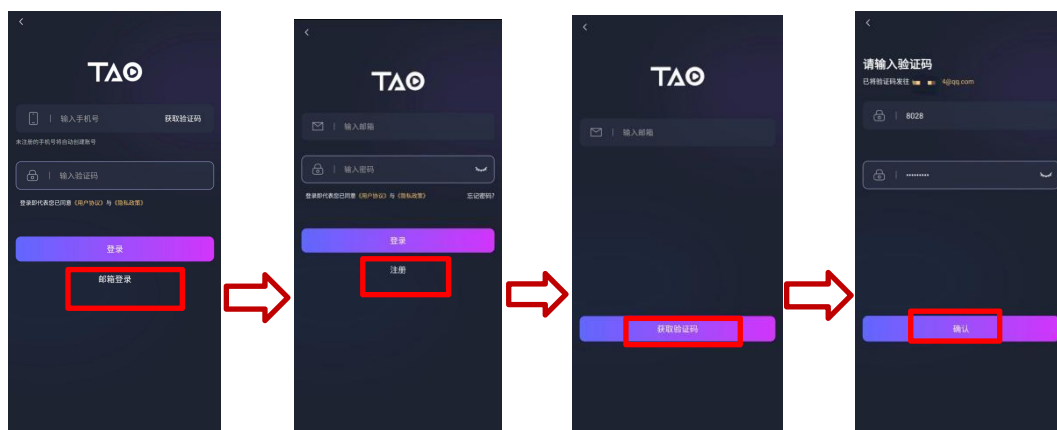 TAO
输入手机号 获取验证码
未注册的手机号将自动创建账号
输入验证码
登录即代表您已同意《用户协议》与《隐私政策》
登录
邮箱登录
TAO
输入邮箱
输入密码
登录即代表您已同意《用户协议》与《隐私政策》 忘记密码?
登录
注册
TAO
输入邮箱
获取验证码
请输入验证码
已将验证码发往 4@qq.com
8028
•••••••••
确认